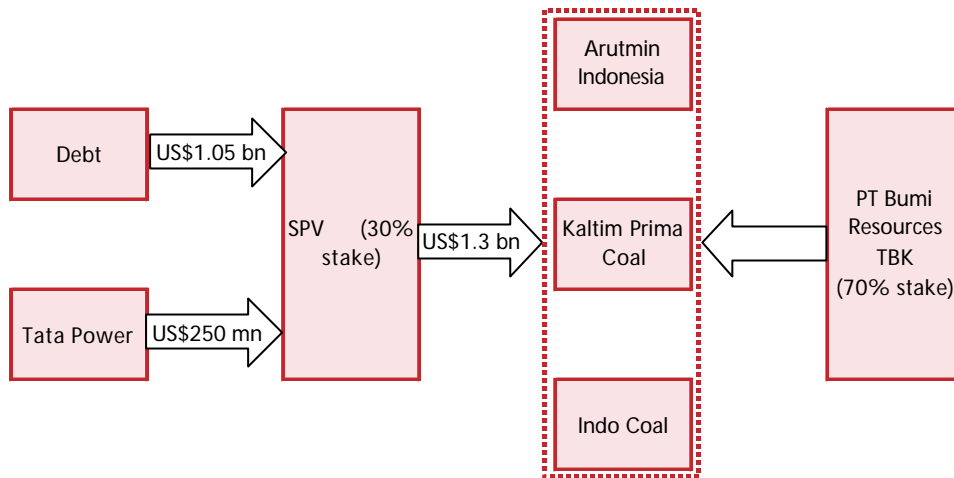 Arutmin
Indonesia
Debt
US$1.05 bn
SPV (30%
stake)
US$1.3 bn
Kaltim Prima
Coal
PT Bumi
Resources
TBK
(70% stake)
Tata Power
US$250 mn
Indo Coal